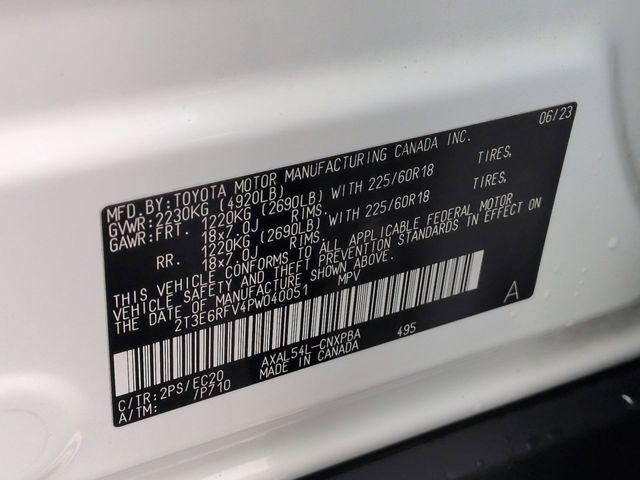 06/23
MFD.BY:TOYOTA MOTOR MANUFACTURING CANADA INC.
GVWR:2230KG (4920LB)
GAWR:FRT. 1220KG (2690LB) WITH 225/60R18 TIRES,
18x7.0J RIMS.
RR. 1220KG (2690LB) WITH 225/60R18 TIRES,
18x7.0J RIMS.
THIS VEHICLE CONFORMS TO ALL APPLICABLE FEDERAL MOTOR
VEHICLE SAFETY AND THEFT PREVENTION STANDARDS IN EFFECT ON
THE DATE OF MANUFACTURE SHOWN ABOVE.
2T3E6RFV4PW040051 MPV
A
AXAL54L-CNXPBA 495
C/TR:2PS/EC20 MADE IN CANADA
A/TM: /P710